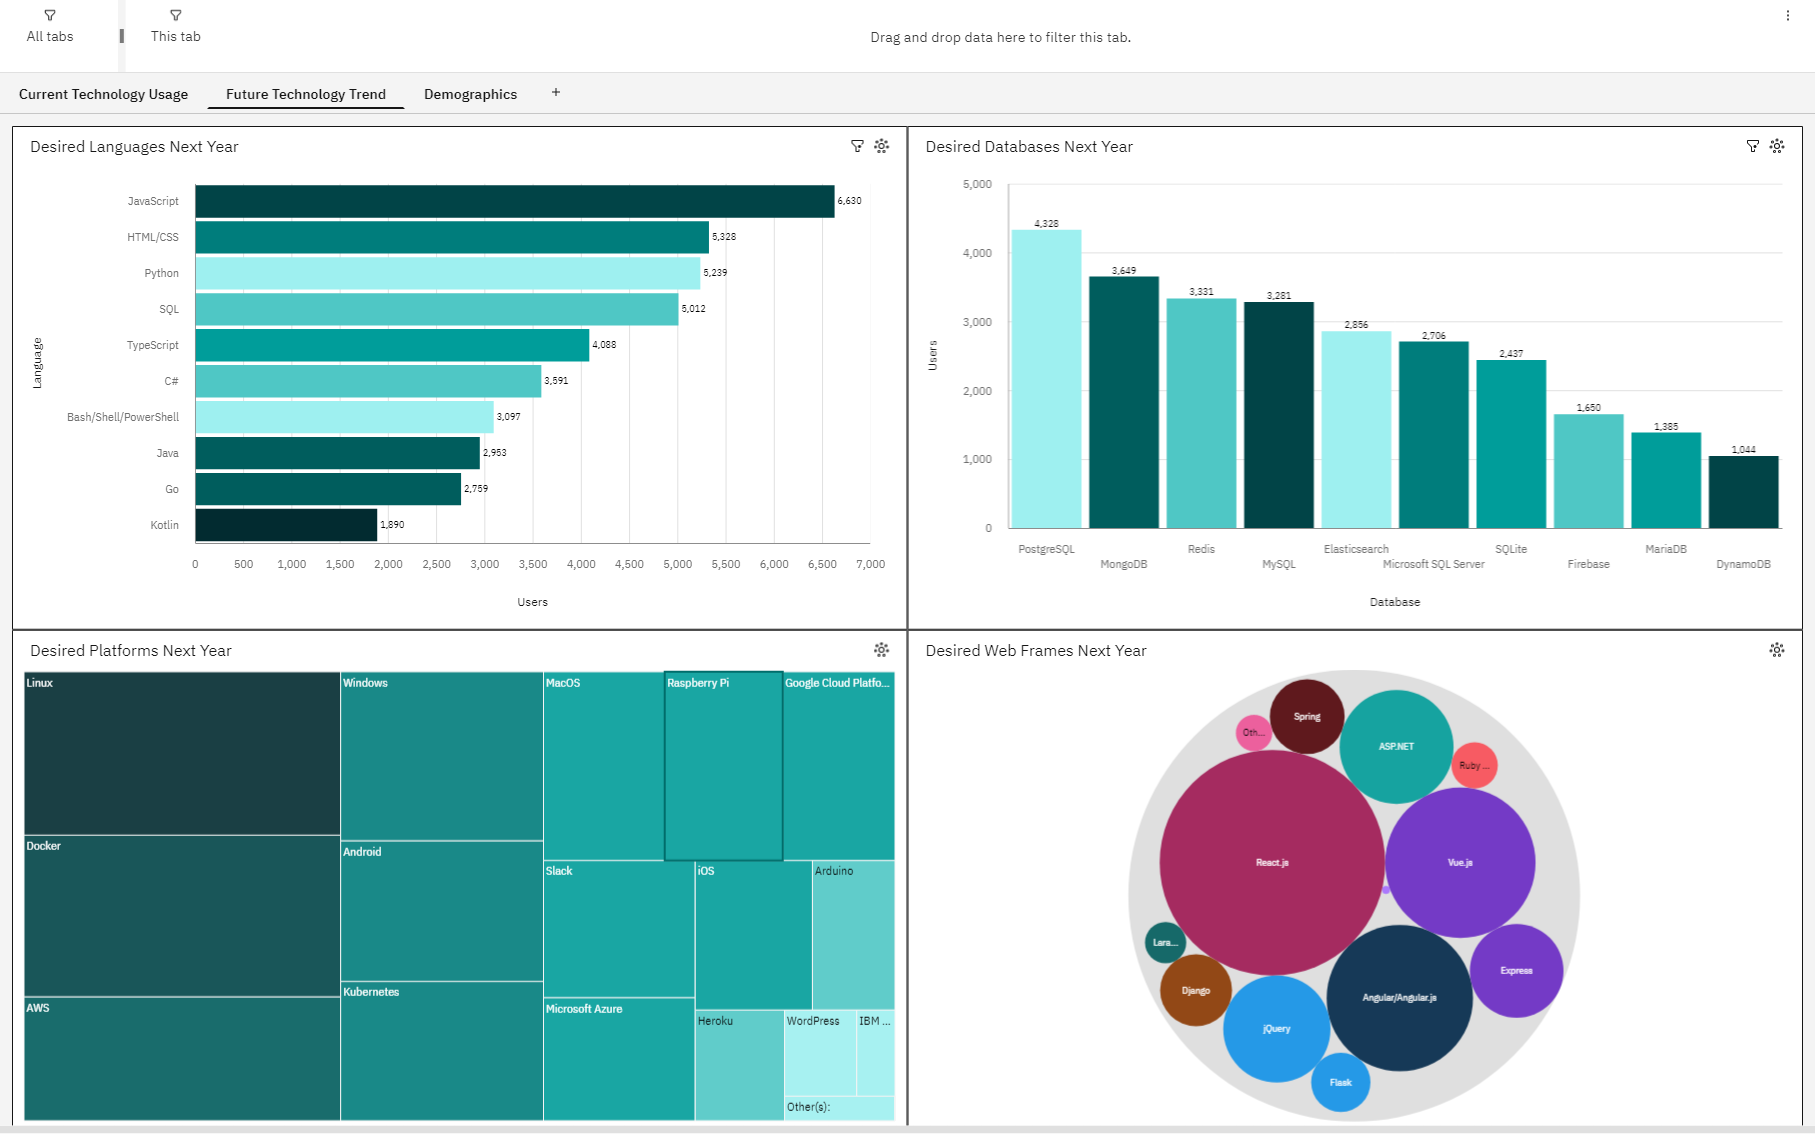 All tabs
This tab
Drag and drop data here to filter this tab.
Current Technology Usage
Future Technology Trend
Demographics
+
Desired Languages Next Year
Language
JavaScript
6,630
HTML/CSS
5,328
Python
5,239
SQL
5,012
TypeScript
4,088
C#
3,591
Bash/Shell/PowerShell
3,097
Java
2,953
Go
2,759
Kotlin
1,890
0 500 1,000 1,500 2,000 2,500 3,000 3,500 4,000 4,500 5,000 5,500 6,000 6,500 7,000
Users
Desired Databases Next Year
Users
5,000
4,000
3,000
2,000
1,000
0
4,328
3,649
3,331
3,281
2,856
2,706
2,437
1,650
1,385
1,044
PostgreSQL
MongoDB
Redis
MySQL
Elasticsearch
Microsoft SQL Server
SQLite
Firebase
MariaDB
DynamoDB
Database
Desired Platforms Next Year
Linux
Docker
AWS
Windows
Android
Kubernetes
MacOS
Raspberry Pi
Google Cloud Platfo...
Slack
iOS
Arduino
Microsoft Azure
Heroku
WordPress
IBM ...
Other(s):
Desired Web Frames Next Year
Spring
Oth...
ASP.NET
Ruby ...
React.js
Vue.js
Lara...
Django
Express
Angular/Angular.js
jQuery
Flask